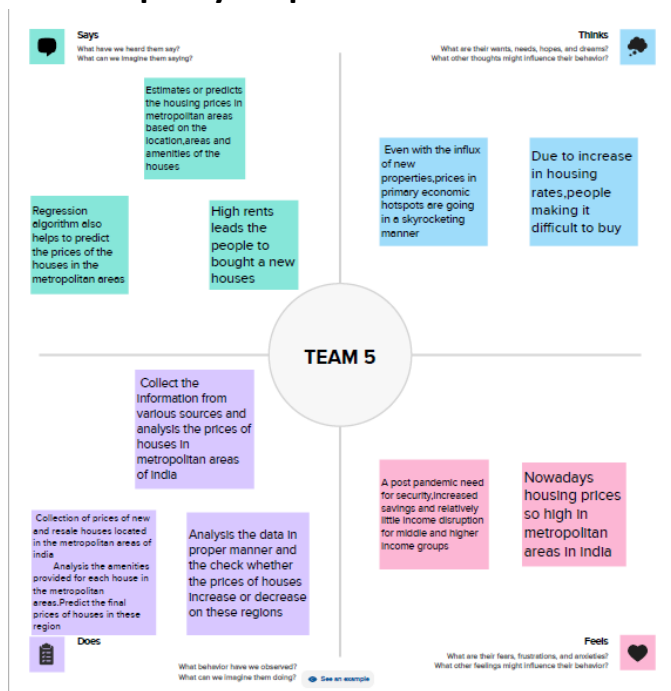 Says
What have we heard them say?
What can we imagine them saying?
Thinks
What are their wants, needs, hopes, and dreams?
What other thoughts might influence their behavior?
Estimates or predicts
the housing prices in
metropolitan areas
based on the
location,areas and
amenities of the
houses
Regression
algorithm also
helps to predict
the prices of the
houses in the
metropolitan areas
High rents
leads the
people to
bought a new
houses
Even with the influx
of new
properties,prices in
primary economic
hotspots are going
in a skyrocketing
manner
Due to increase
in housing
rates,people
making it
difficult to buy
TEAM 5
Collect the
information from
various sources and
analysis the prices of
houses in
metropolitan areas
of india
Collection of prices of new
and resale houses located
in the metropolitan areas of
india
Analysis the amenities
provided for each house in
the metropolitan
areas.Predict the final
prices of houses in these
region
Analysis the data in
proper manner and
the check whether
the prices of houses
increase or decrease
on these regions
A post pandemic need
for security,increased
savings and relatively
little income disruption
for middle and higher
income groups
Nowadays
housing prices
so high in
metropolitan
areas in india
Does
What behavior have we observed?
What can we imagine them doing?
See an example
Feels
What are their fears, frustrations, and anxieties?
What other feelings might influence their behavior?